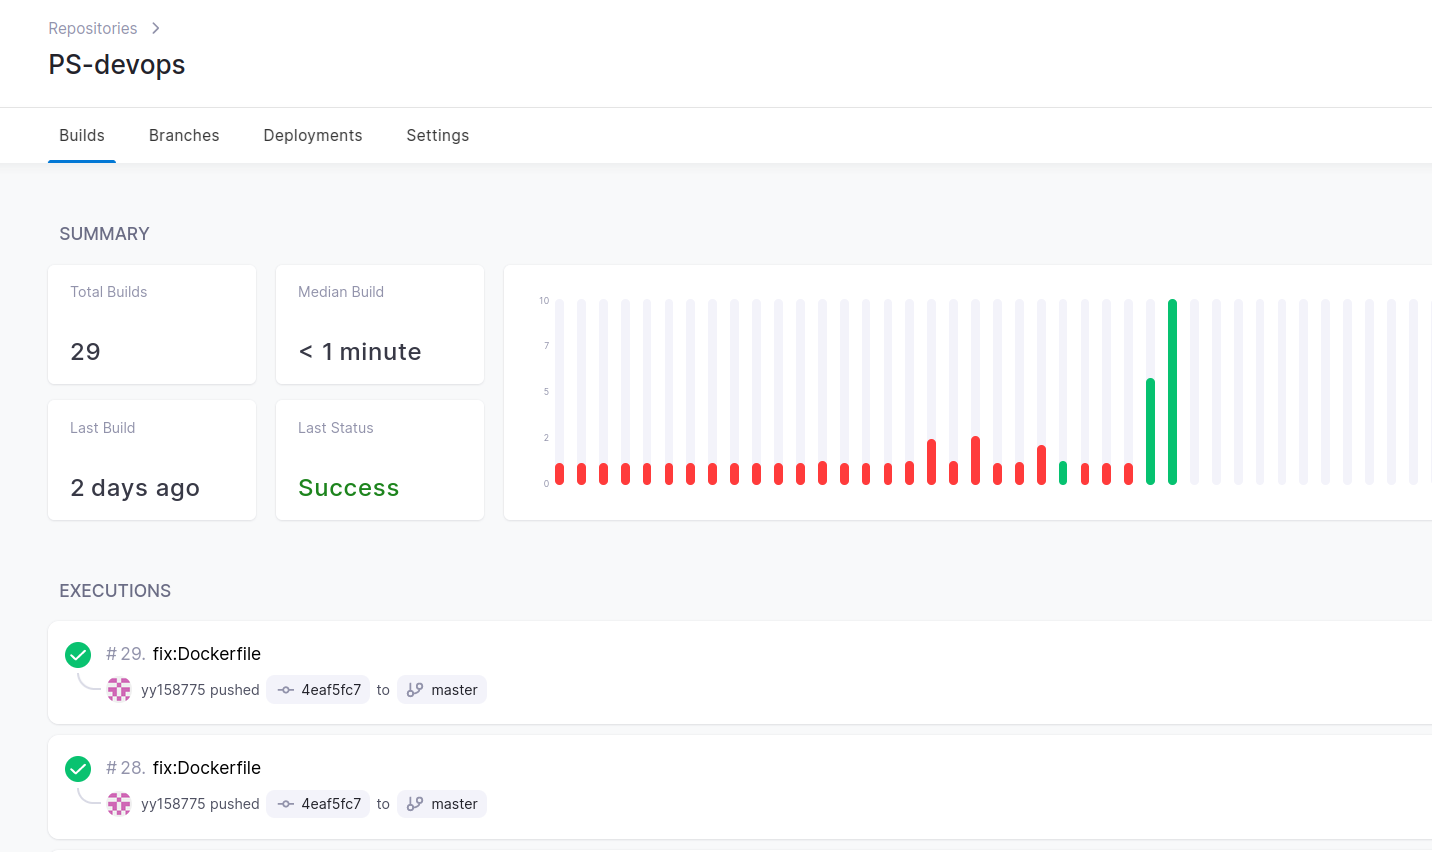 Repositories
PS-devops
Builds Branches Deployments Settings
SUMMARY
Total Builds
29
Median Build
< 1 minute
Last Build
2 days ago
Last Status
Success
10
7
5
2
0
EXECUTIONS
# 29. fix:Dockerfile
yy158775 pushed 4eaf5fc7 to master
# 28. fix:Dockerfile
yy158775 pushed 4eaf5fc7 to master